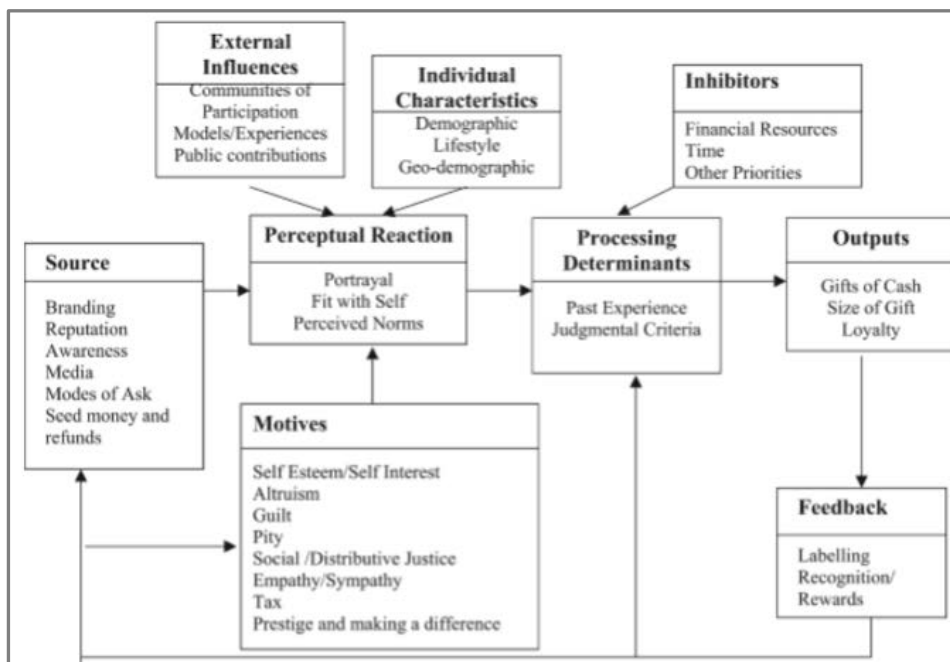 External
Influences
Communities of
Participation
Models/Experiences
Public contributions
Individual
Characteristics
Demographic
Lifestyle
Geo-demographic
Inhibitors
Financial Resources
Time
Other Priorities
Source
Branding
Reputation
Awareness
Media
Modes of Ask
Seed money and
refunds
Perceptual Reaction
Portrayal
Fit with Self
Perceived Norms
Processing
Determinants
Past Experience
Judgmental Criteria
Outputs
Gifts of Cash
Size of Gift
Loyalty
Motives
Self Esteem/Self Interest
Altruism
Guilt
Pity
Social /Distributive Justice
Empathy/Sympathy
Tax
Prestige and making a difference
Feedback
Labelling
Recognition/
Rewards